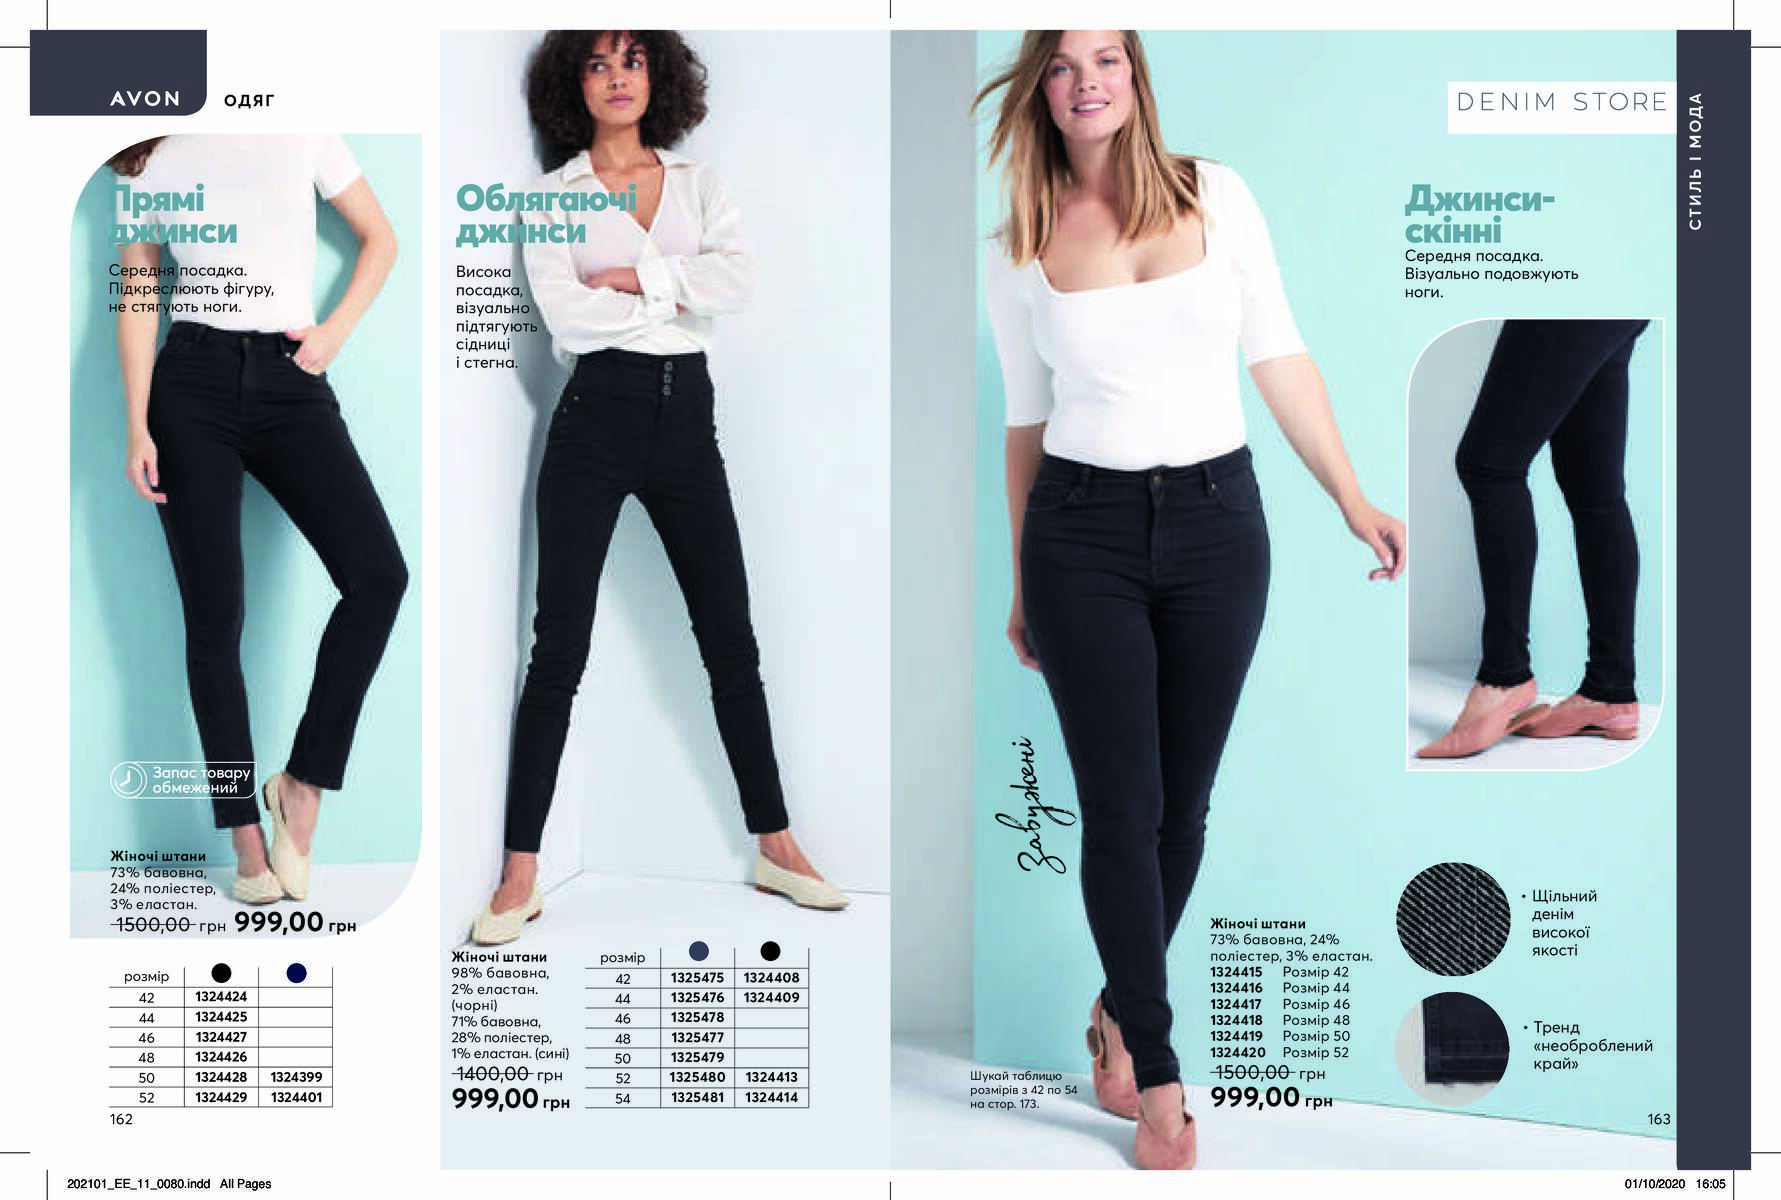 AVON
ОДЯГ
Прямі
джинси
Середня посадка.
Підкреслюють фігуру,
не стягують ноги.
Запас товару
обмежений
Жіночі штани
73% бавовна,
24% поліестер,
3% еластан.
1500,00 грн 999,00 грн
розмір
42 1324424
44 1324425
46 1324427
48 1324426
50 1324428 1324399
52 1324429 1324401
162
Облягаючі
джинси
Висока
посадка,
візуально
підтягують
сідниці
і стегна.
Жіночі штани
98% бавовна,
2% еластан.
(чорні)
71% бавовна,
28% поліестер,
1% еластан. (сині)
1400,00 грн
999,00 грн
розмір
42 1325475 1324408
44 1325476 1324409
46 1325478
48 1325477
50 1325479
52 1325480 1324413
54 1325481 1324414
DENIM STORE
СТИЛЬ І МОДА
Джинси-
скінні
Середня посадка.
Візуально подовжують
ноги.
Завужені
Шукай таблицю
розмірів з 42 по 54
на стор. 173.
Жіночі штани
73% бавовна, 24%
поліестер, 3% еластан.
1324415 Розмір 42
1324416 Розмір 44
1324417 Розмір 46
1324418 Розмір 48
1324419 Розмір 50
1324420 Розмір 52
1500,00 грн
999,00 грн
• Щільний
денім
високої
якості
• Тренд
«необроблений
край»
163
202101_EE_11_0080.indd All Pages
01/10/2020 16:05